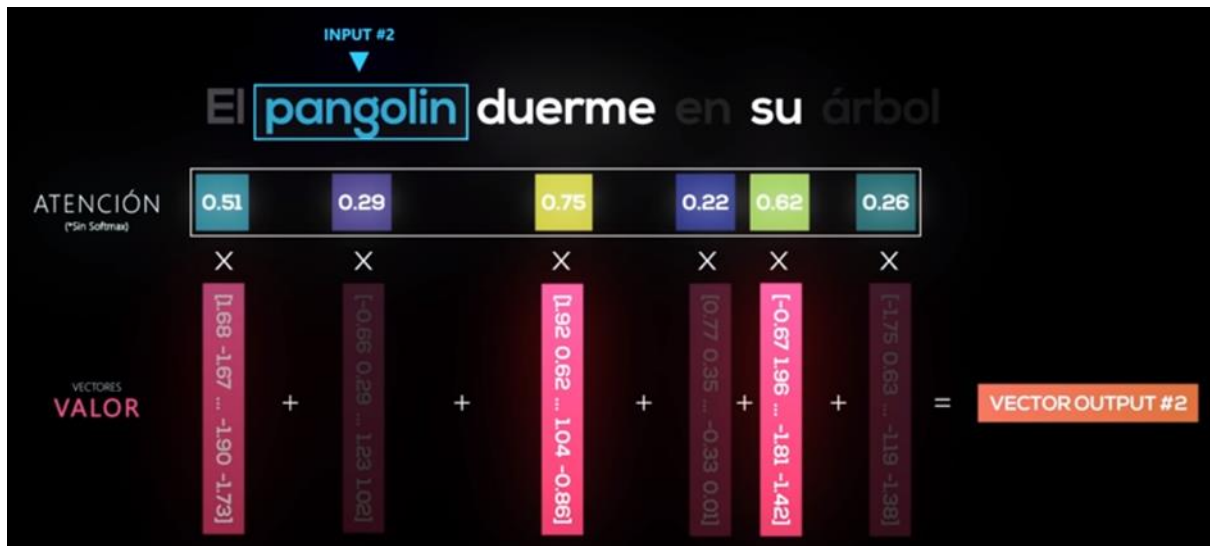 INPUT #2
El pangolin duerme en su árbol
ATENCIÓN 0.51 0.29 0.75 0.22 0.62 0.26
(*Sin Softmax)
X X X X X X
[1.68 -1.67 ... -1.90 -1.73]
[-0.66 0.29 ... 1.23 1.02]
[1.92 0.62 ... 1.04 -0.86]
[0.77 0.35 ... -0.33 0.01]
[-0.67 1.96 ... -1.81 -1.42]
[-1.75 0.63 ... -1.19 -1.38]
VECTORES
VALOR + + + + + = VECTOR OUTPUT #2